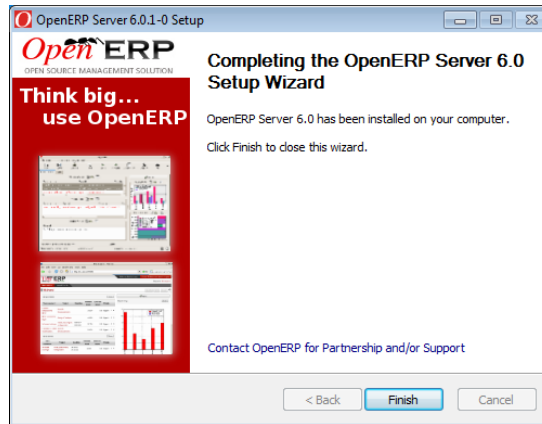 OpenERP Server 6.0.1-0 Setup
Open ERP
OPEN SOURCE MANAGEMENT SOLUTION
Think big...
use OpenERP
Completing the OpenERP Server 6.0
Setup Wizard
OpenERP Server 6.0 has been installed on your computer.
Click Finish to close this wizard.
Contact OpenERP for Partnership and/or Support
< Back
Finish
Cancel